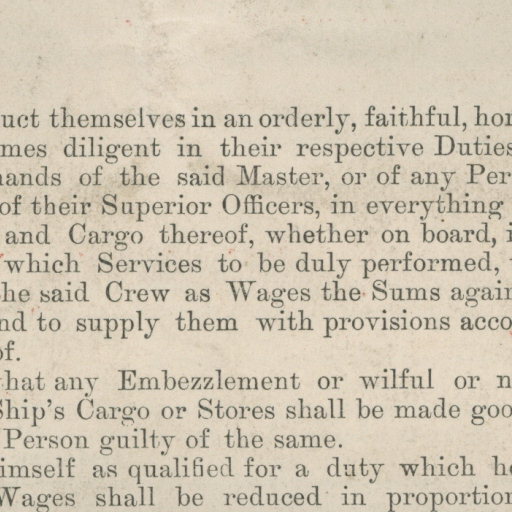 uct themselves in an orderly, faithful, hon
mes diligent in their respective Duties
ands of the said Master, or of any Per
of their Superior Officers, in everything
and Cargo thereof, whether on board, i
which Services to be duly performed,
he said Crew as Wages the Sums again
nd to supply them with provisions acco
of.
hat any Embezzlement or wilful or n
Ship's Cargo or Stores shall be made goo
Person guilty of the same.
imself as qualified for a duty which he
Wages shall be reduced in proportion